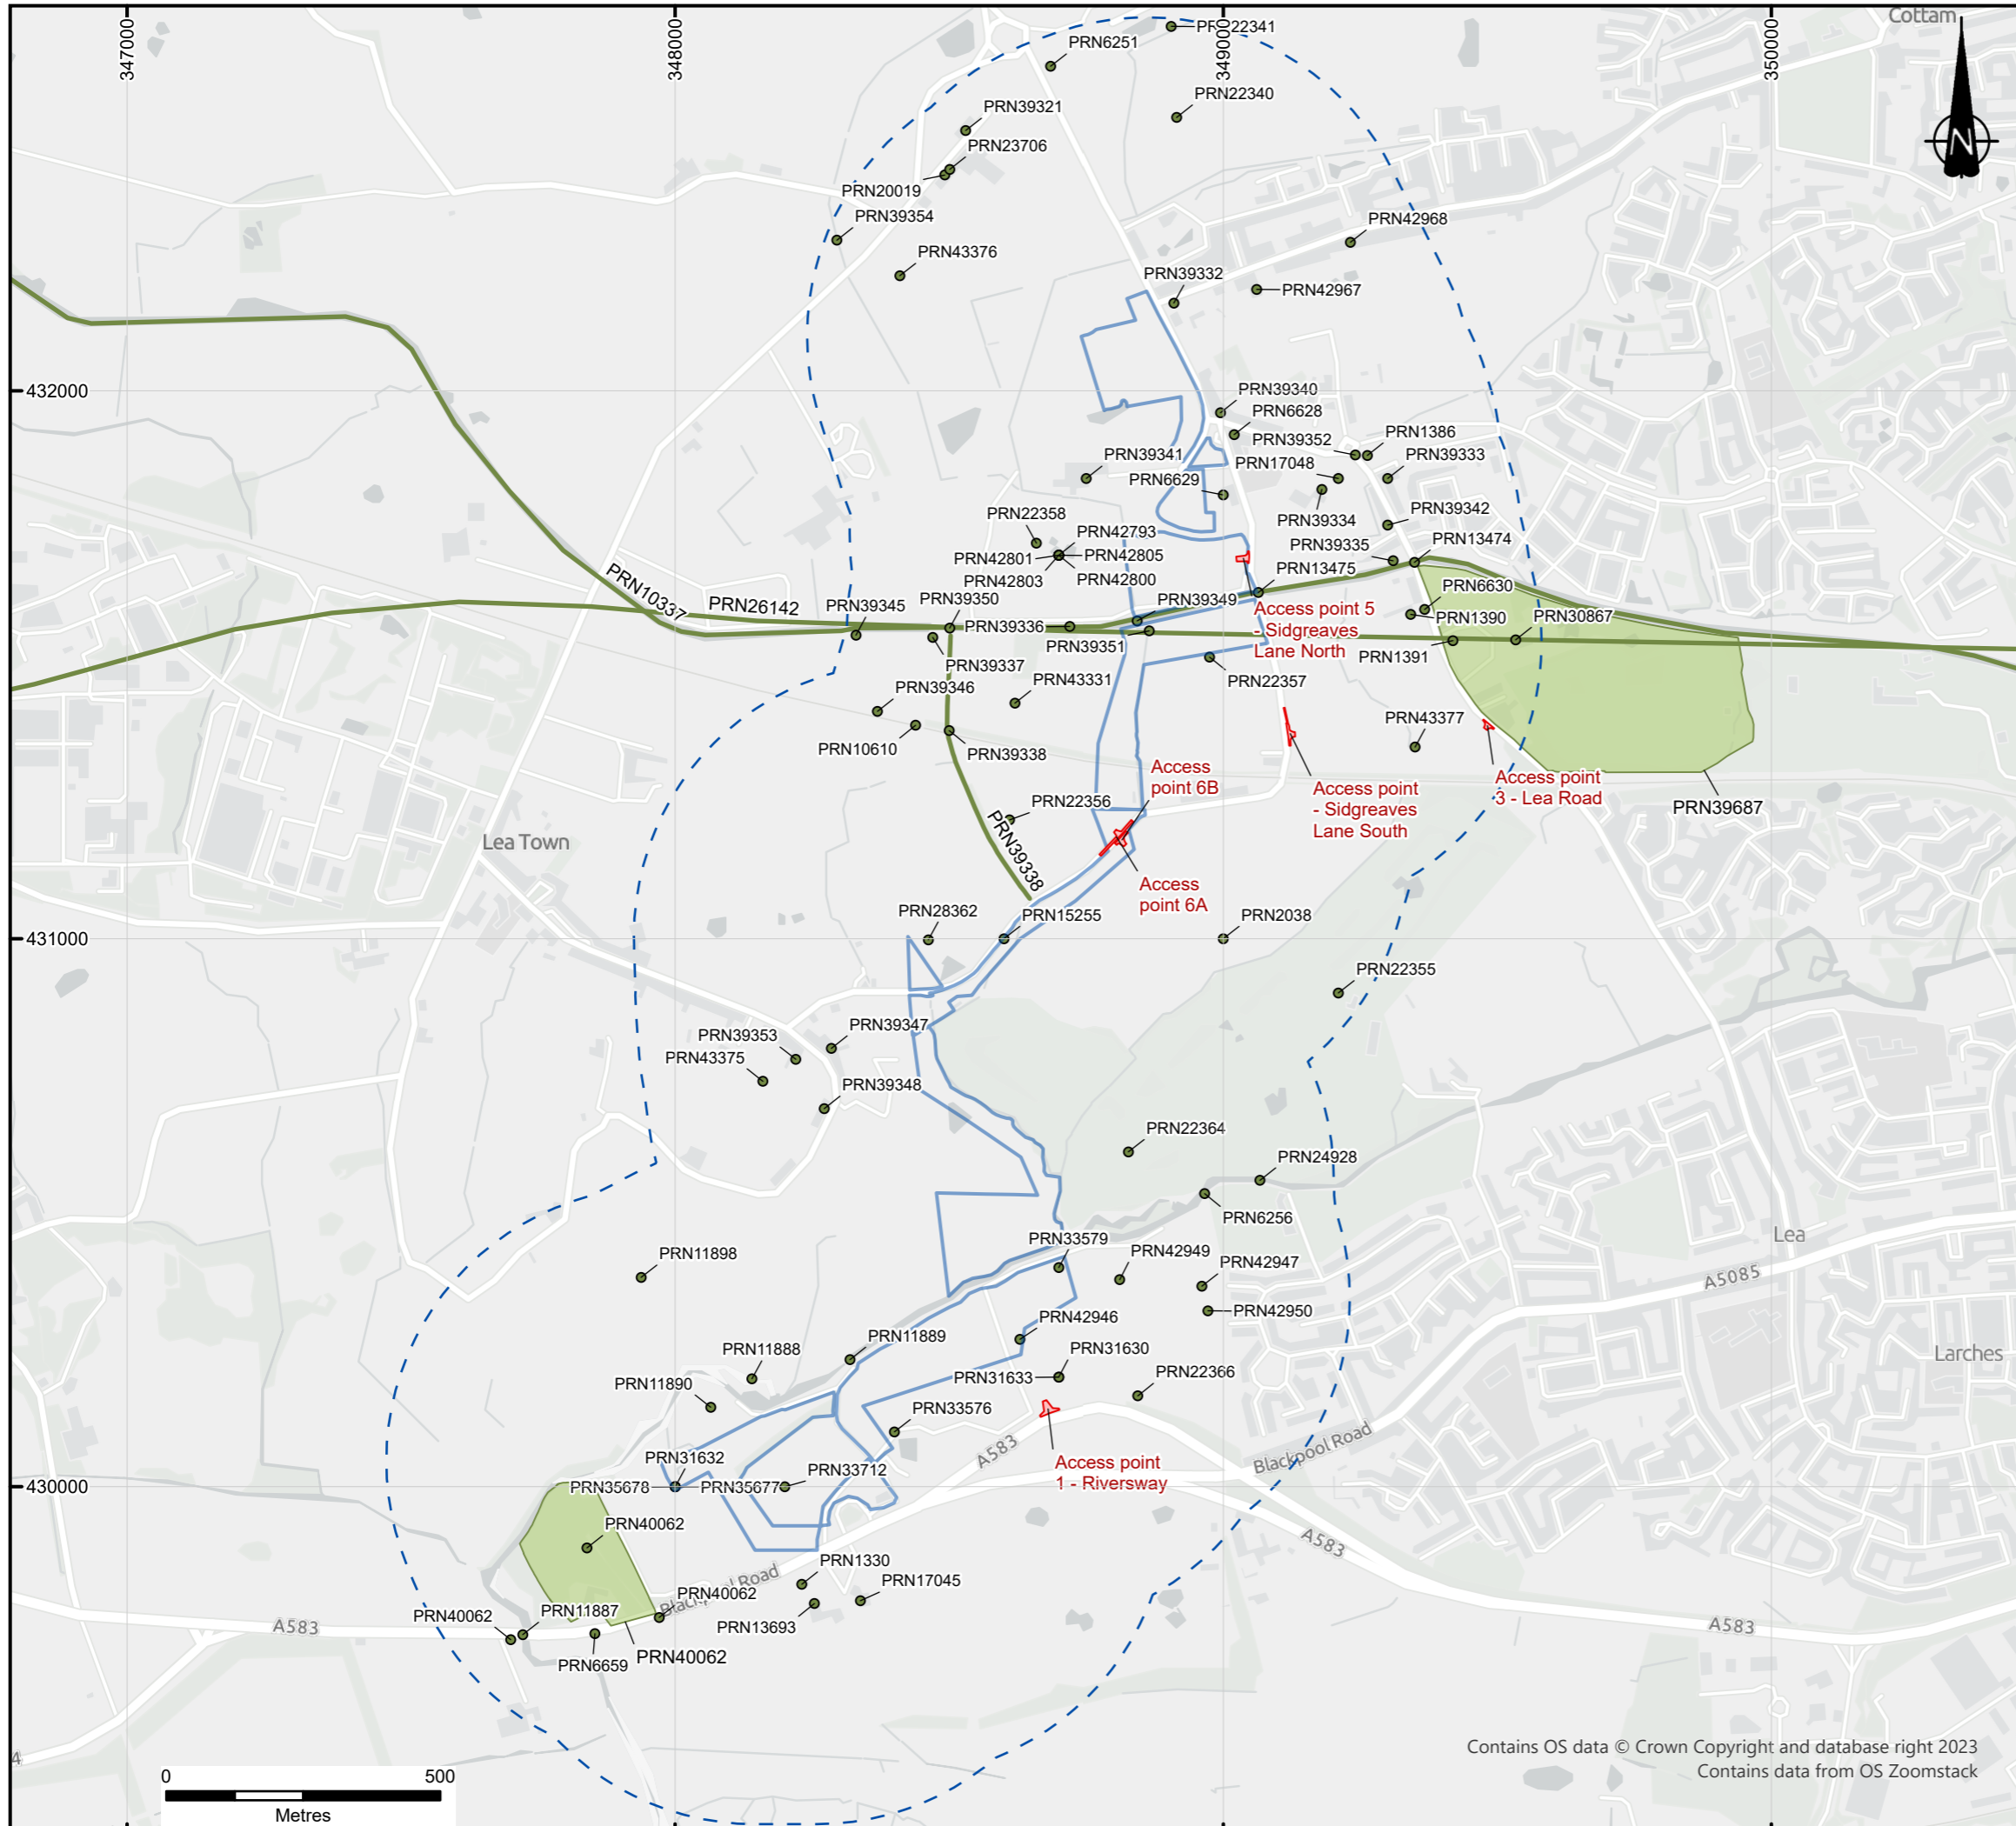 Cottam
347000
348000
349000
350000
PRN22341
PRN6251
PRN22340
PRN39321
PRN23706
PRN20019
PRN39354
PRN42968
PRN43376
PRN39332
PRN42967
N
432000
PRN39340
PRN6628
PRN39352
PRN1386
PRN39341
PRN17048
PRN39333
PRN6629
PRN22358
PRN39334
PRN42793
PRN39342
PRN42801
PRN42805
PRN39335
PRN13474
PRN42803
PRN42800
PRN13475
PRN10337
PRN26142
PRN39345
PRN39350
PRN39349
PRN6630
PRN39336
PRN1390
PRN30867
Access point 5
- Sidgreaves
Lane North
PRN39351
PRN1391
PRN39337
PRN22357
PRN39346
PRN43331
PRN43377
PRN10610
PRN39338
Access
point 6B
Access point
- Sidgreaves
Lane South
Access point
3 - Lea Road
PRN39687
PRN22356
PRN39338
Lea Town
Access
point 6A
PRN28362
PRN15255
PRN2038
431000
PRN22355
PRN39353
PRN39347
PRN43375
PRN39348
PRN22364
PRN24928
PRN6256
Lea
PRN33579
PRN11898
PRN42949
PRN42947
A5085
PRN42950
PRN42946
PRN11889
PRN11888
PRN31630
Larches
PRN11890
PRN31633
PRN22366
PRN33576
A583
Blackpool Road
Access point
1 - Riversway
PRN31632
PRN33712
PRN35678
PRN35677
430000
PRN40062
A583
PRN1330
Blackpool Road
PRN17045
PRN40062
PRN40062
PRN11887
PRN13693
A583
A583
PRN6659
PRN40062
4
Contains OS data © Crown Copyright and database right 2023
Contains data from OS Zoomstack
0
500
Metres